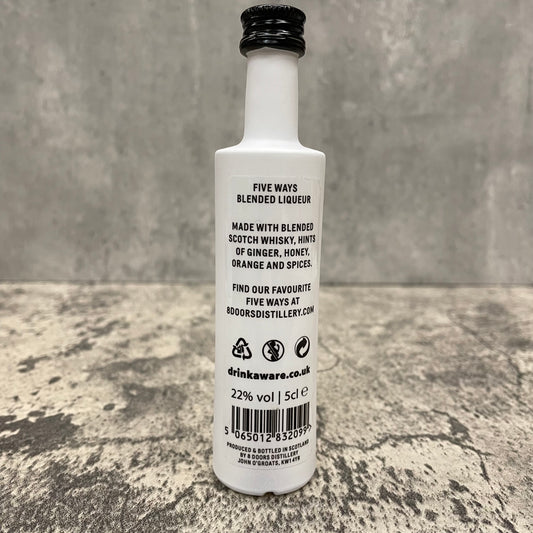 FIVE WAYS
BLENDED LIQUEUR
MADE WITH BLENDED
SCOTCH WHISKY, HINTS
OF GINGER, HONEY,
ORANGE AND SPICES.
FIND OUR FAVOURITE
FIVE WAYS AT
8DOORSDISTILLERY.COM
drinkaware.co.uk
22% vol | 5cl ℮
5 065012 832099
PRODUCED & BOTTLED IN SCOTLAND
BY 8 DOORS DISTILLERY
JOHN O'GROATS, KW1 4YR